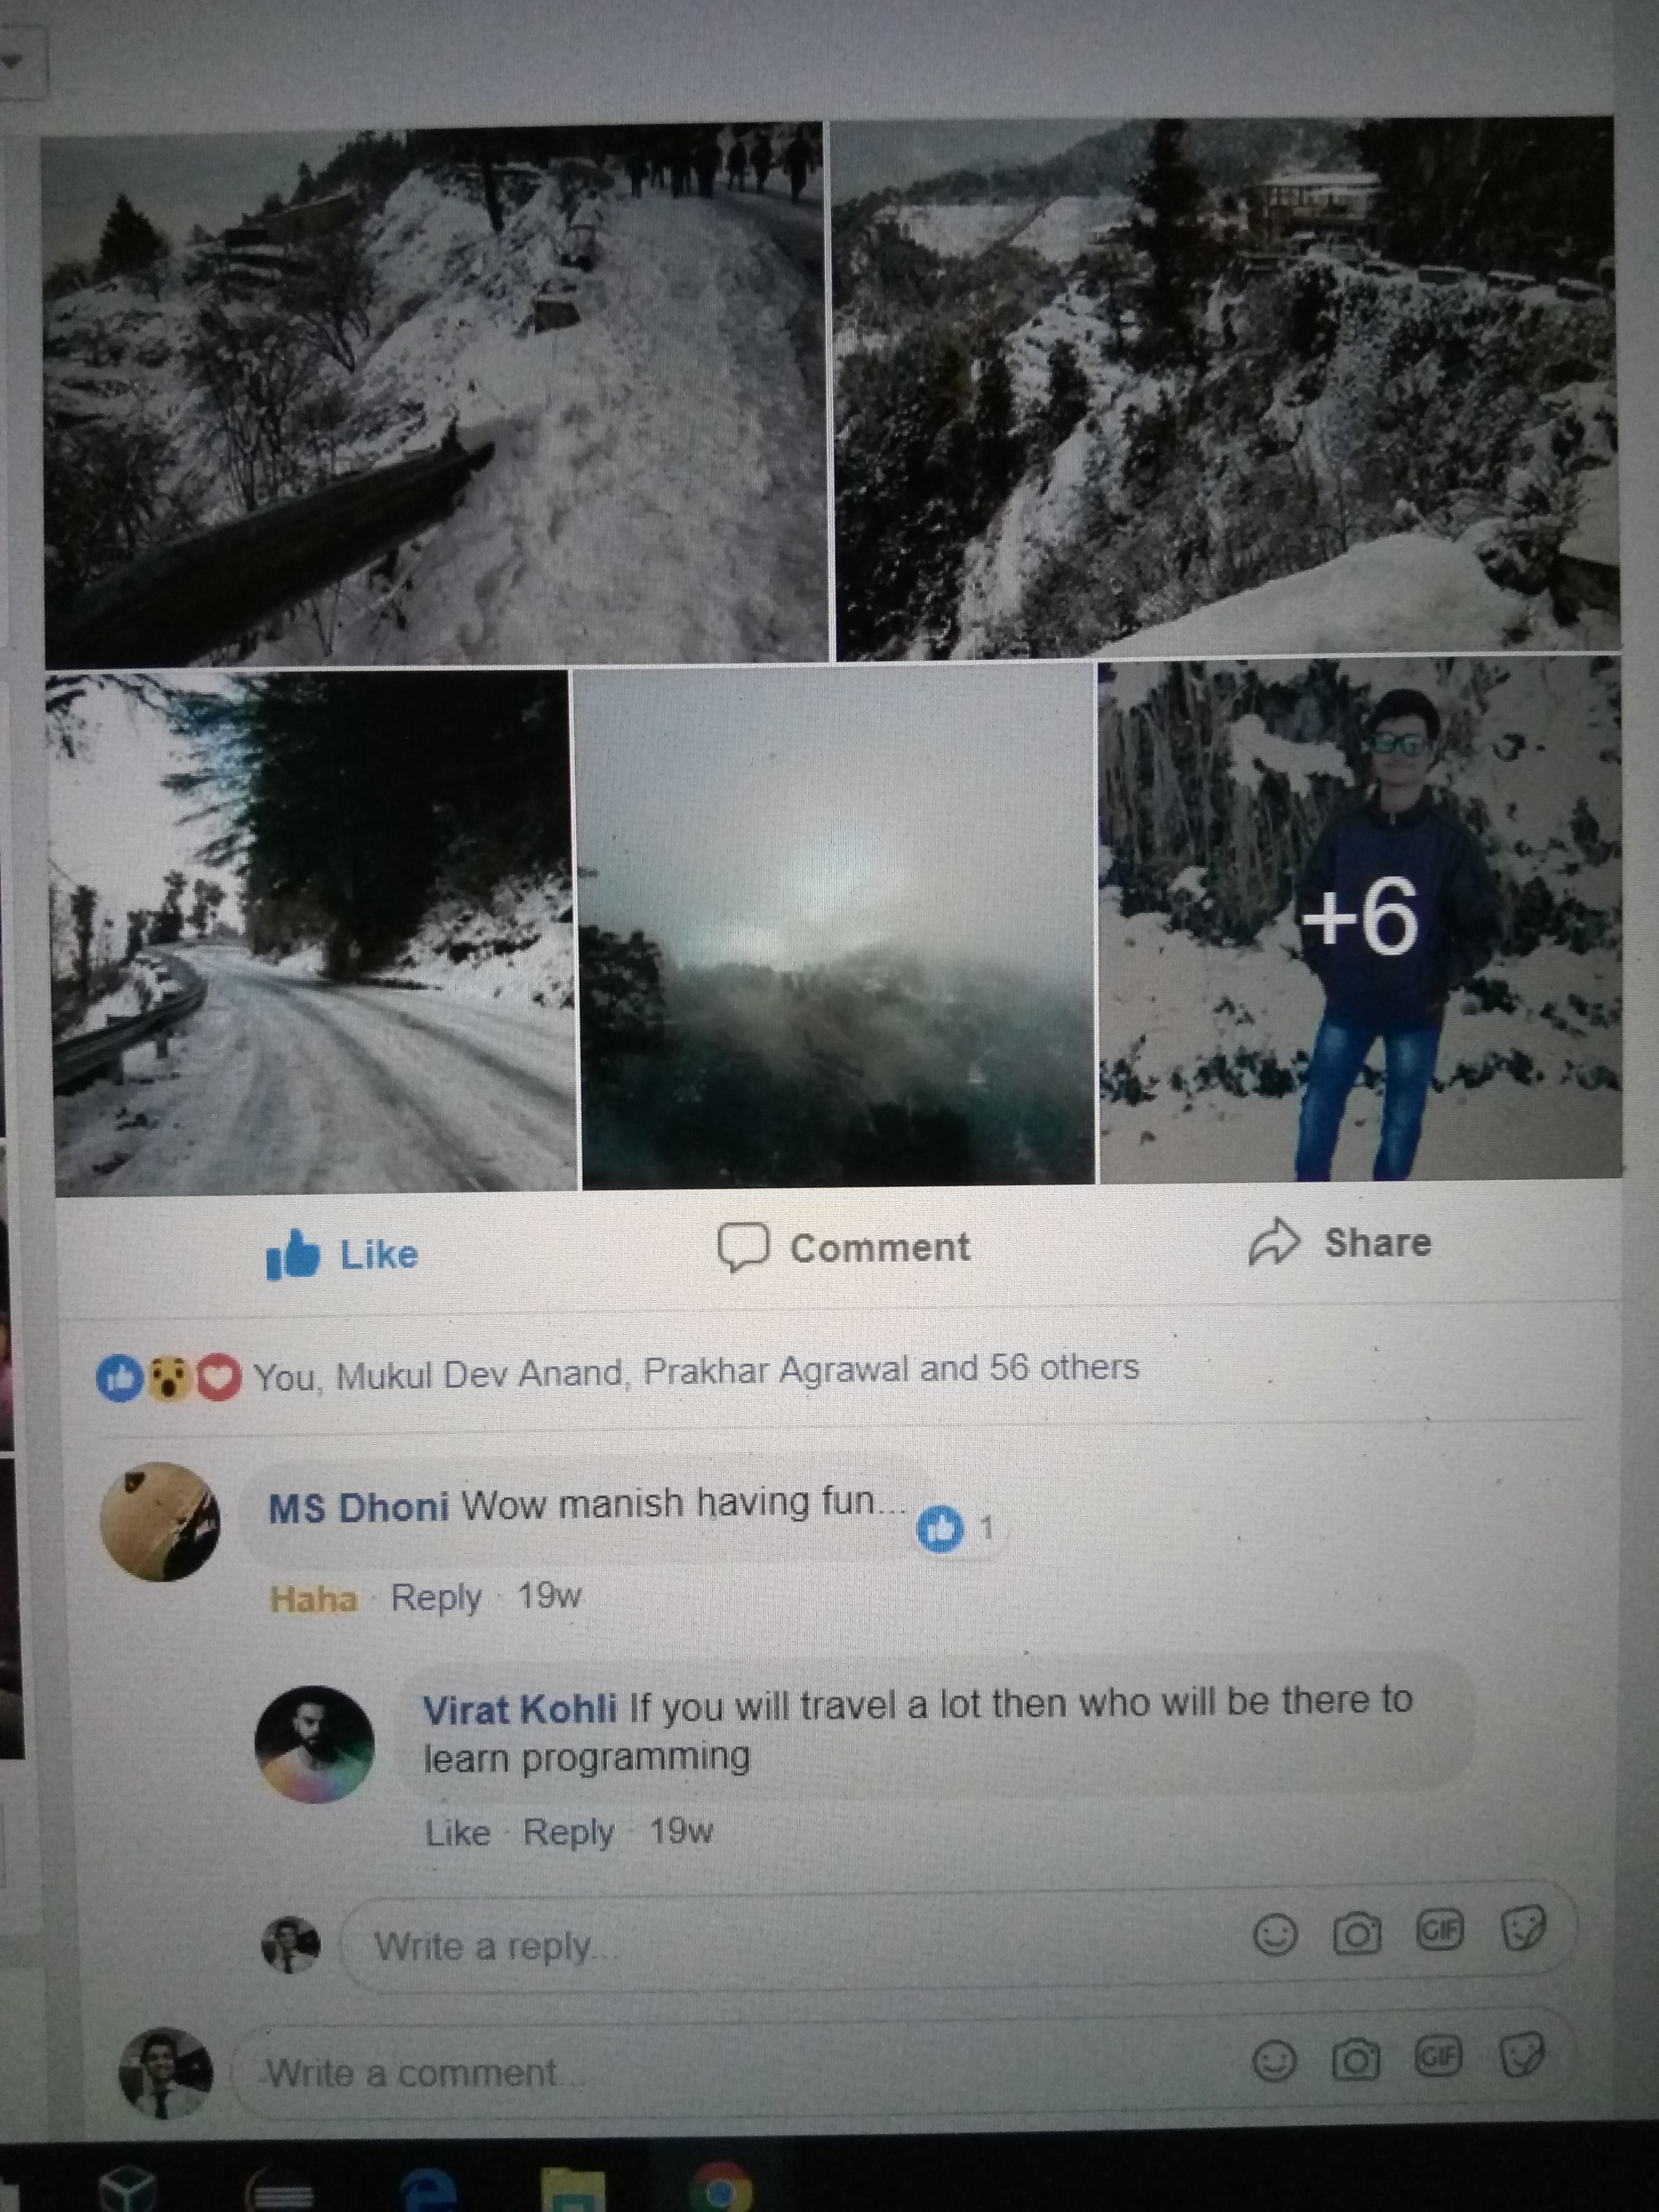 +6
Like Comment Share
You, Mukul Dev Anand, Prakhar Agrawal and 56 others
MS Dhoni Wow manish having fun...
1
Haha · Reply · 19w
Virat Kohli If you will travel a lot then who will be there to
learn programming
Like · Reply · 19w
Write a reply...
GIF
Write a comment...
GIF